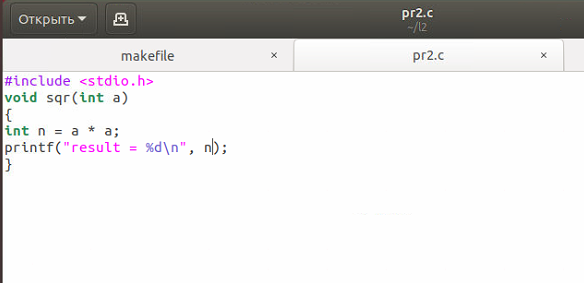 Открыть
pr2.c
~/l2
makefile
pr2.c
#include <stdio.h>
void sqr(int a)
{
int n = a * a;
printf("result = %d\n", n);
}